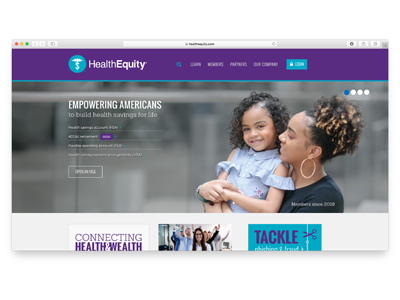 healthequity.com
HealthEquity
LEARN MEMBERS PARTNERS OUR COMPANY LOGIN
EMPOWERING AMERICANS
to build health savings for life
Health savings account (HSA)
401(k) retirement NEW
Flexible spending account (FSA)
Health reimbursement arrangements (HRA)
OPEN AN HSA
Members since 2018
CONNECTING
HEALTH & WEALTH
TACKLE
phishing & fraud